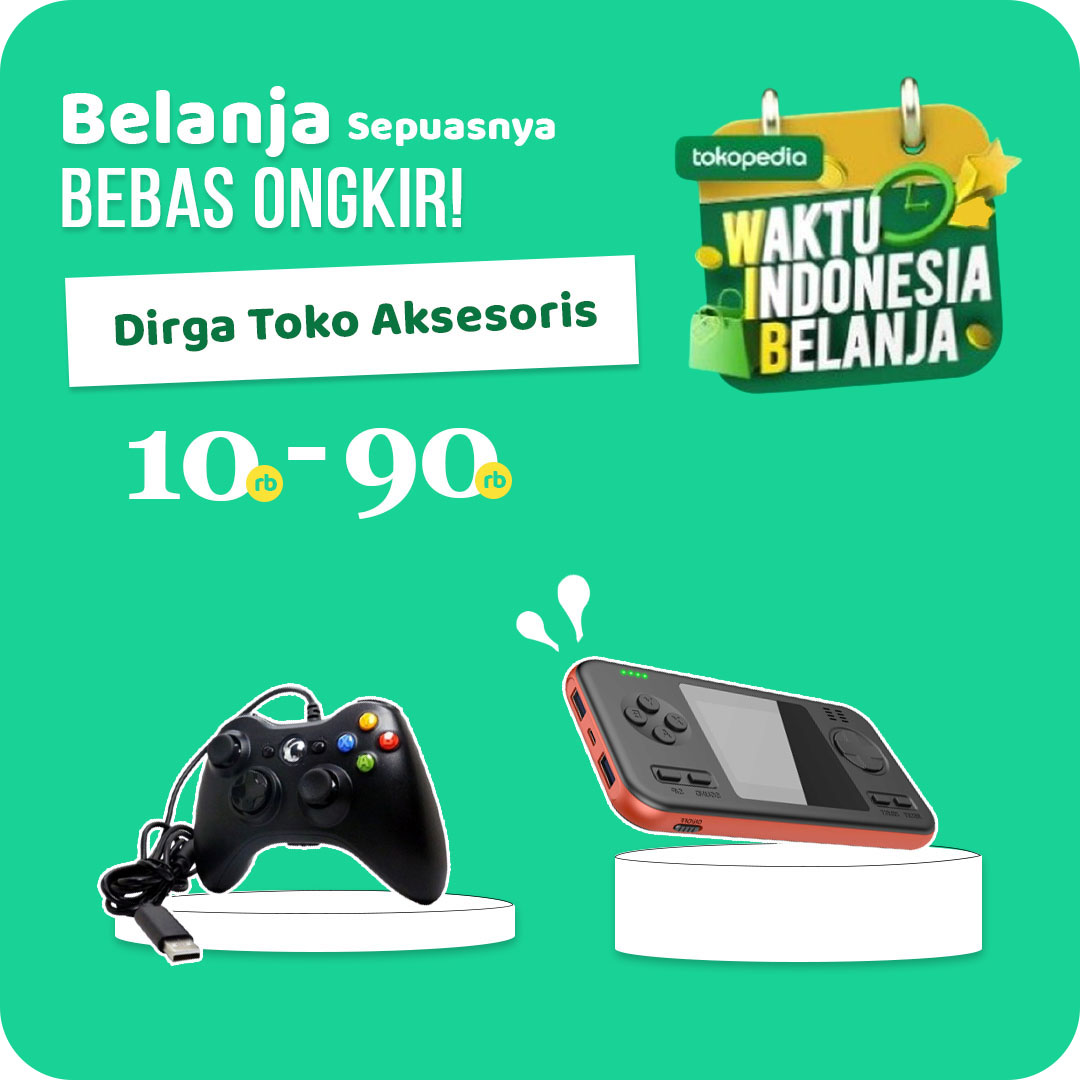 Belanja Sepuasnya
BEBAS ONGKIR!
tokopedia
WAKTU
INDONESIA
BELANJA
Dirga Toko Aksesoris
10rb - 90rb